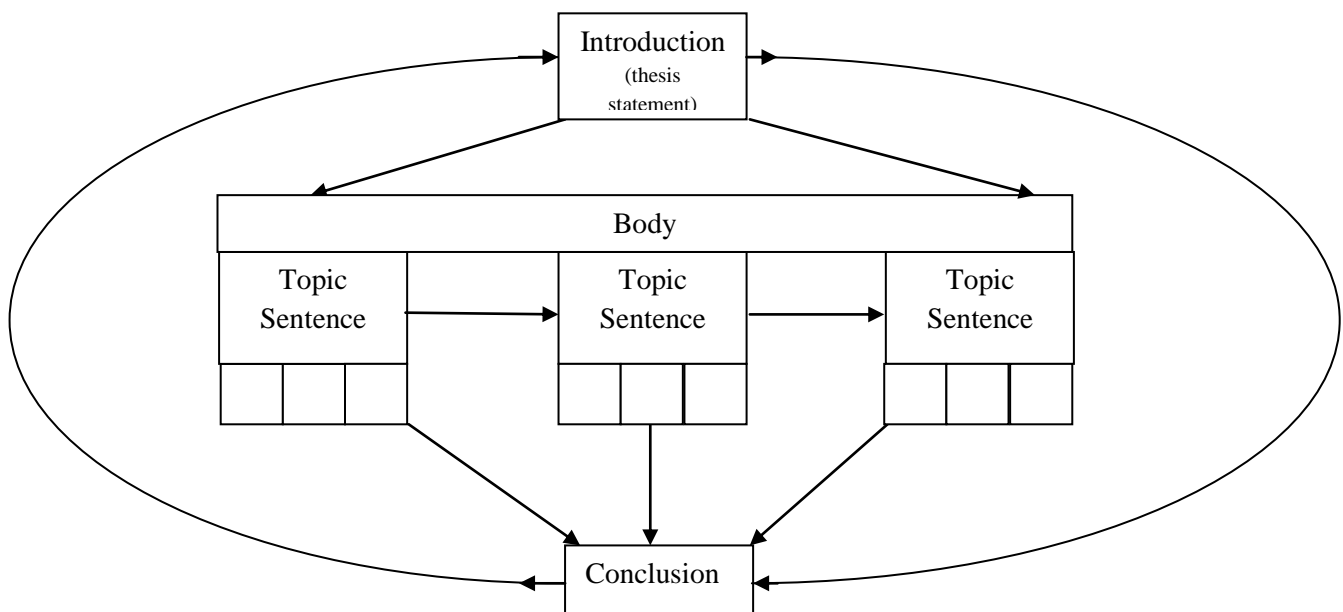 Introduction
(thesis
statement)
Body
Topic
Sentence
Topic
Sentence
Topic
Sentence
Conclusion